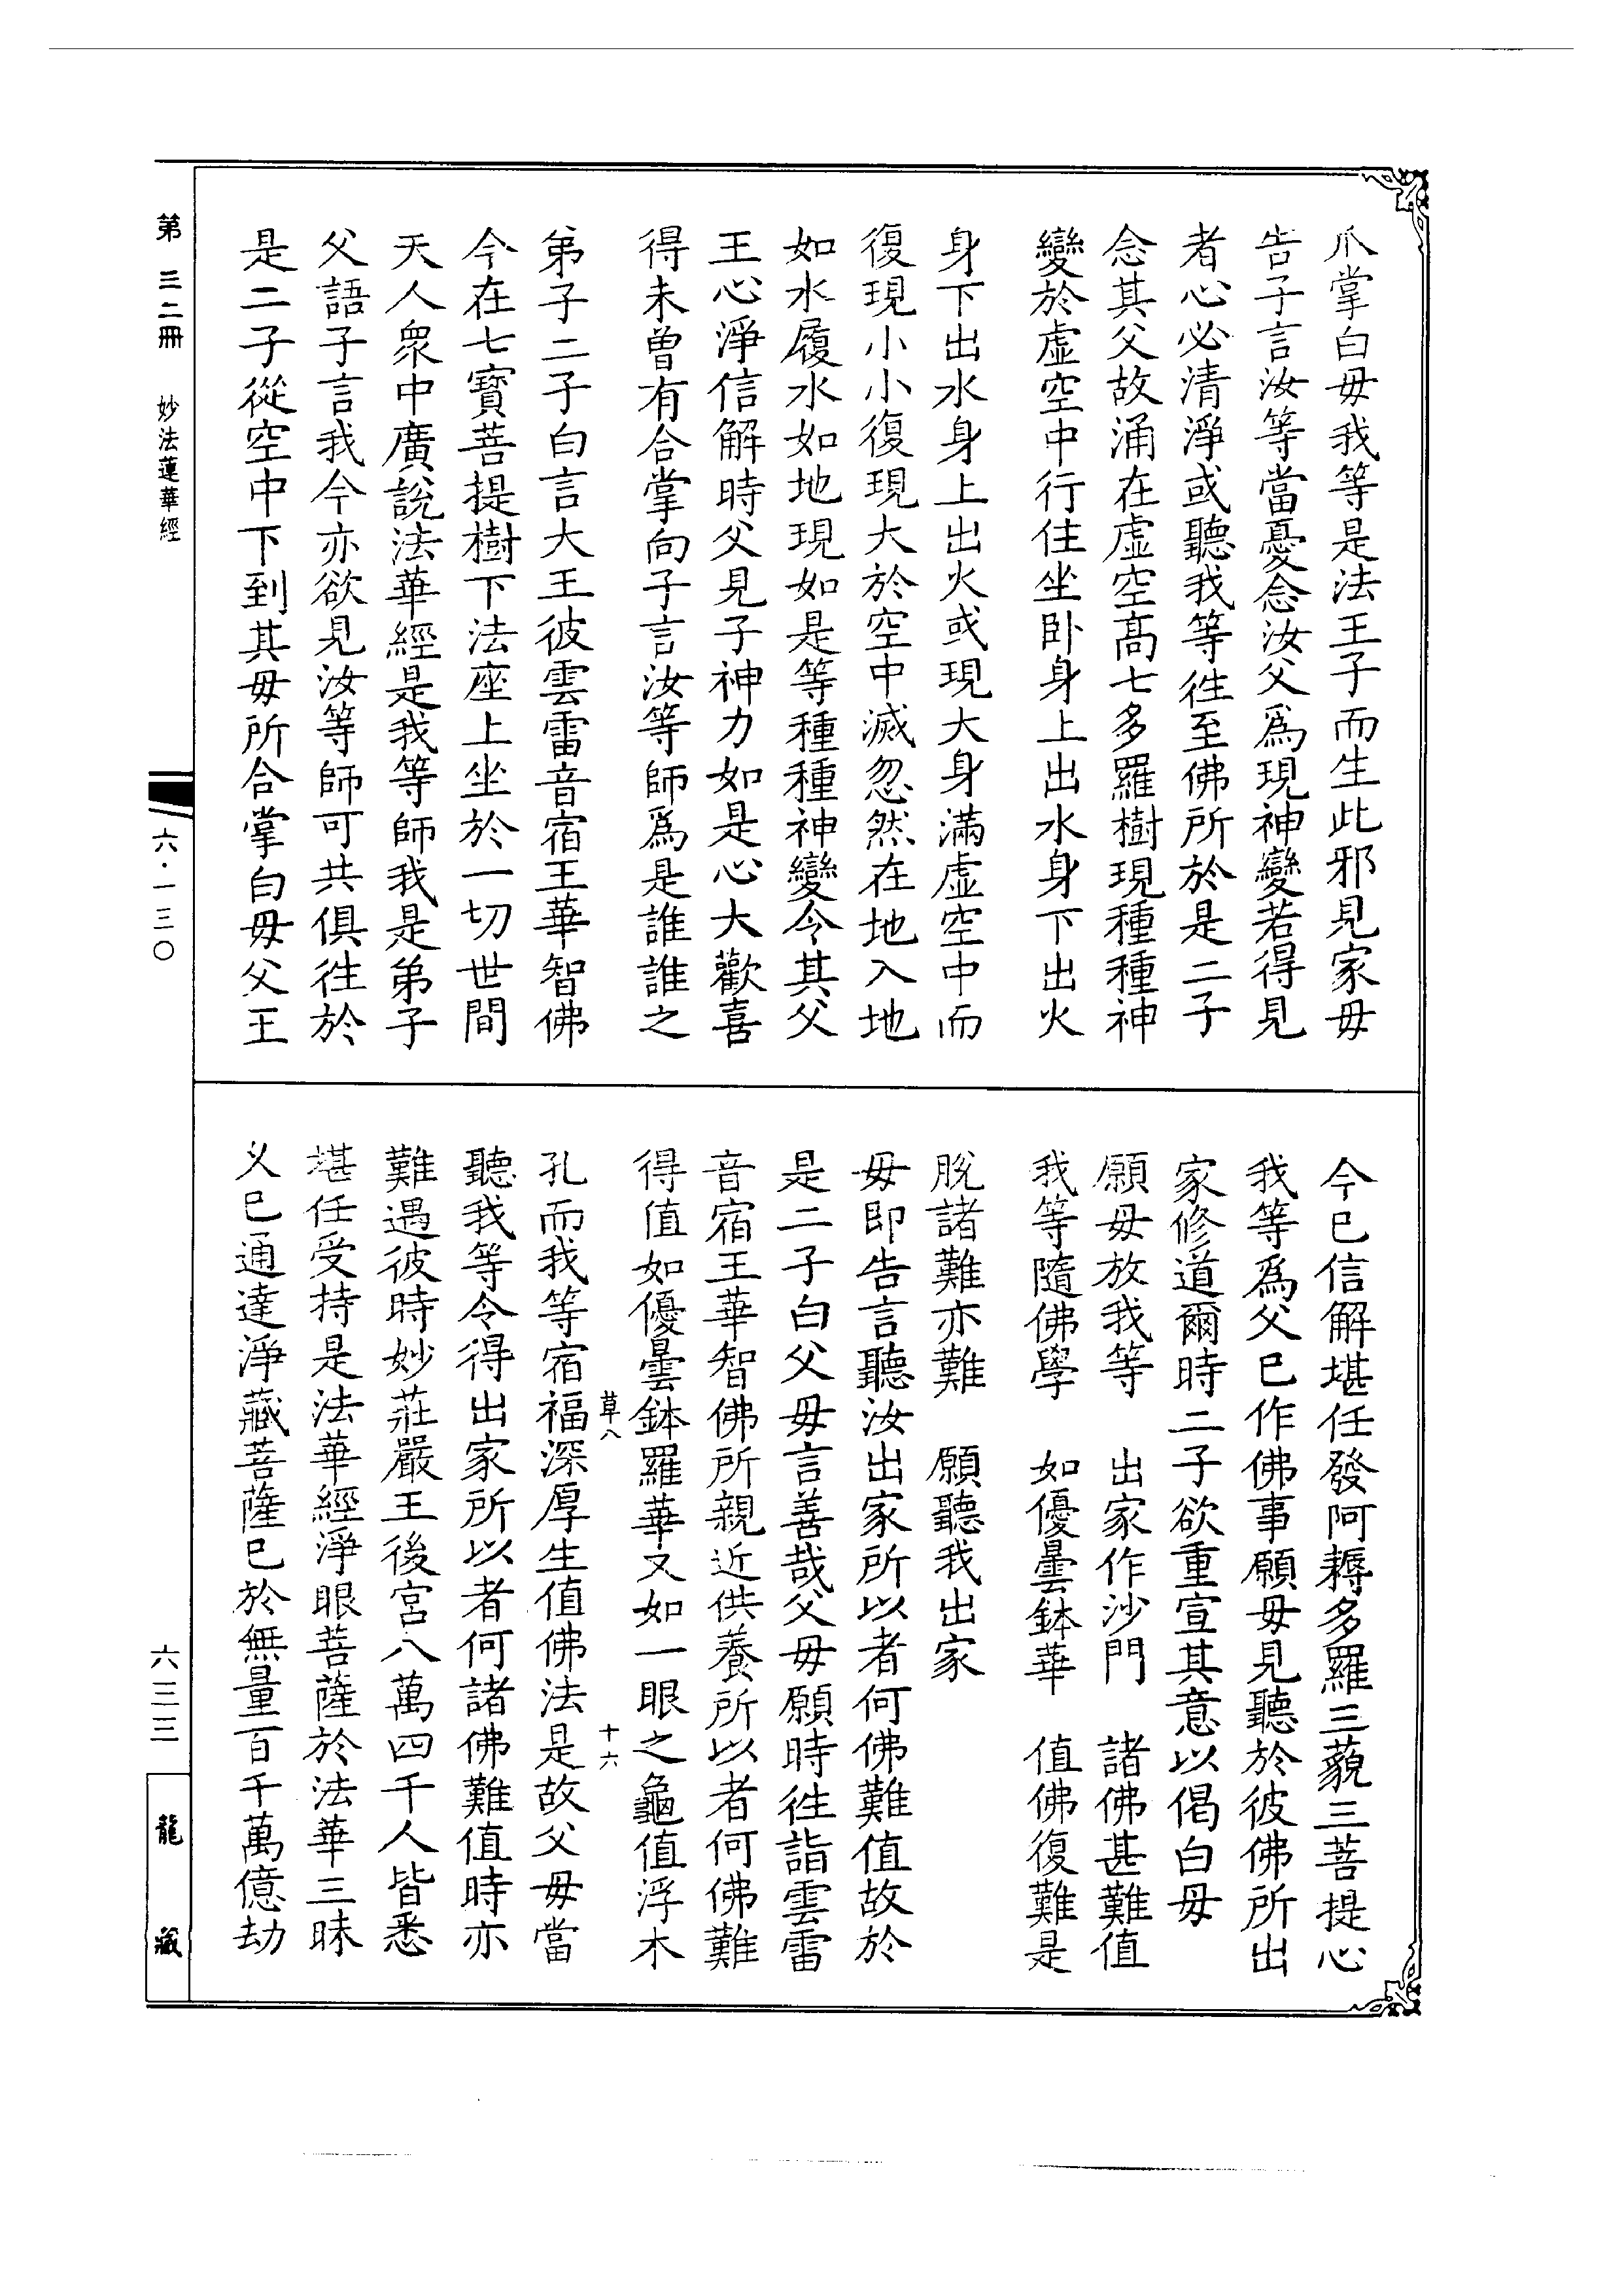 爪掌白毋我等是法王子而生此邪見家毋
告子言汝等當憂念汝父為現神變若得見
者心必清淨或聽我等徃至佛所於是二子
念其父故涌在虛空髙七多羅樹現種種神
變於虛空中行住坐卧身上出水身下出火
身下出水身上出火或現大身滿虛空中而
復現小小復現大於空中滅忽然在地入地
如水履水如地現如是等種種神變令其父
王心淨信解時父見子神力如是心大歡喜
得未曾有合掌向子言汝等師為是誰誰之
弟子二子白言大王彼雲雷音宿王華智佛
今在七寶菩提樹下法座上坐於一切世間
天人衆中廣說法華經是我等師我是弟子
父語子言我今亦欲見汝等師可共俱徃於
是二子從空中下到其毋所合掌白毋父王
今已信解堪任發阿耨多羅三藐三菩提心
我等為父已作佛事願毋見聽於彼佛所出
家修道爾時二子欲重宣其意以偈白毋
願毋放我等　出家作沙門　諸佛甚難值
我等隨佛學　如優曇鉢華　值佛復難是
脫諸難亦難　願聽我出家
毋即告言聽汝出家所以者何佛難值故於
是二子白父毋言善哉父毋願時徃詣雲雷
音宿王華智佛所親近供養所以者何佛難
得值如優曇鉢羅華又如一眼之龜值浮木
草八　十六
孔而我等宿福深厚生值佛法是故父毋當
聽我等令得出家所以者何諸佛難值時亦
難遇彼時妙莊嚴王後宮八萬四千人皆悉
堪任受持是法華經淨眼菩薩於法華三昧
乆已通達淨藏菩薩已於無量百千萬億劫
第三二冊　妙法蓮華經
六·一三〇
六三三
龍藏